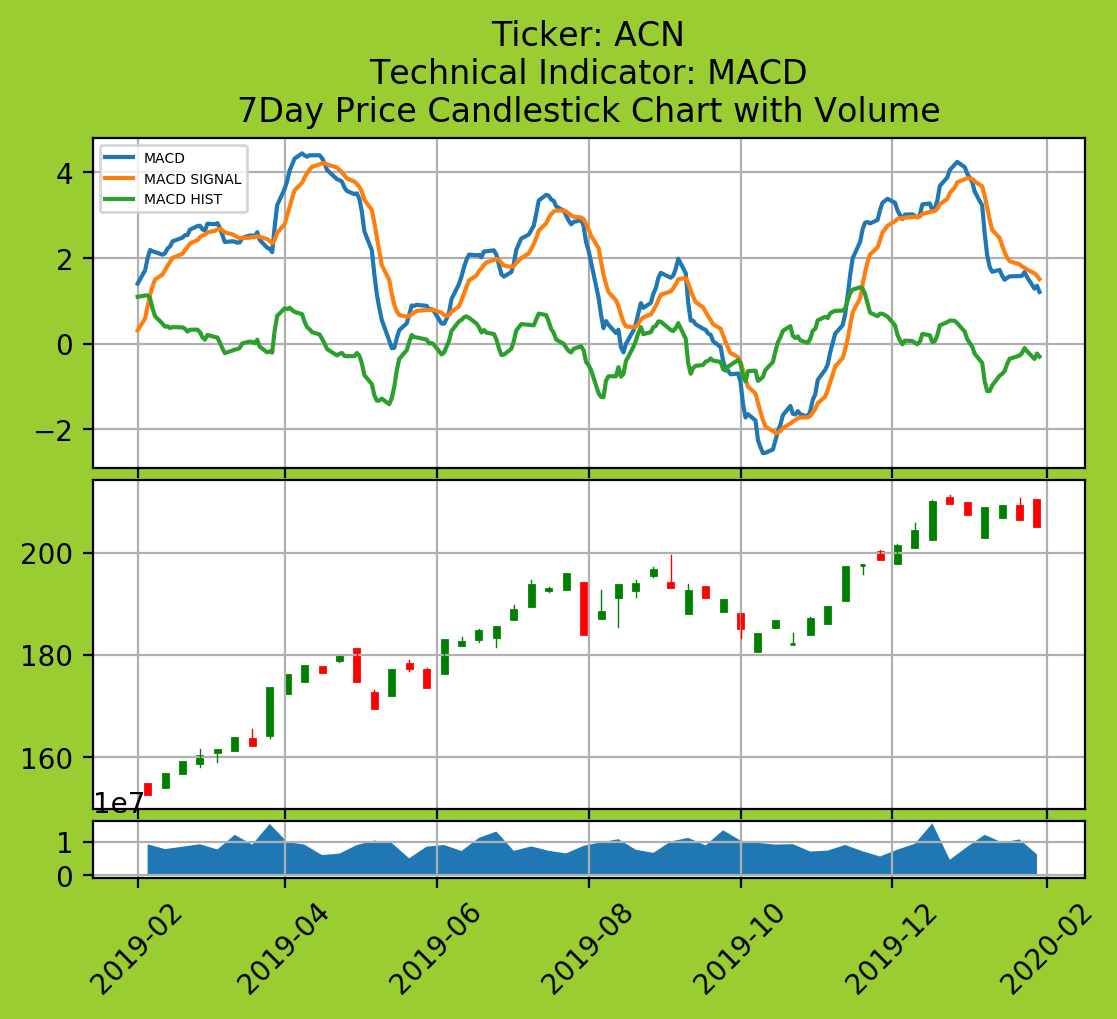 Ticker: ACN
Technical Indicator: MACD
7Day Price Candlestick Chart with Volume
MACD
MACD SIGNAL
MACD HIST
4
2
0
−2
200
180
160
1e7
1
0
2019-02
2019-04
2019-06
2019-08
2019-10
2019-12
2020-02